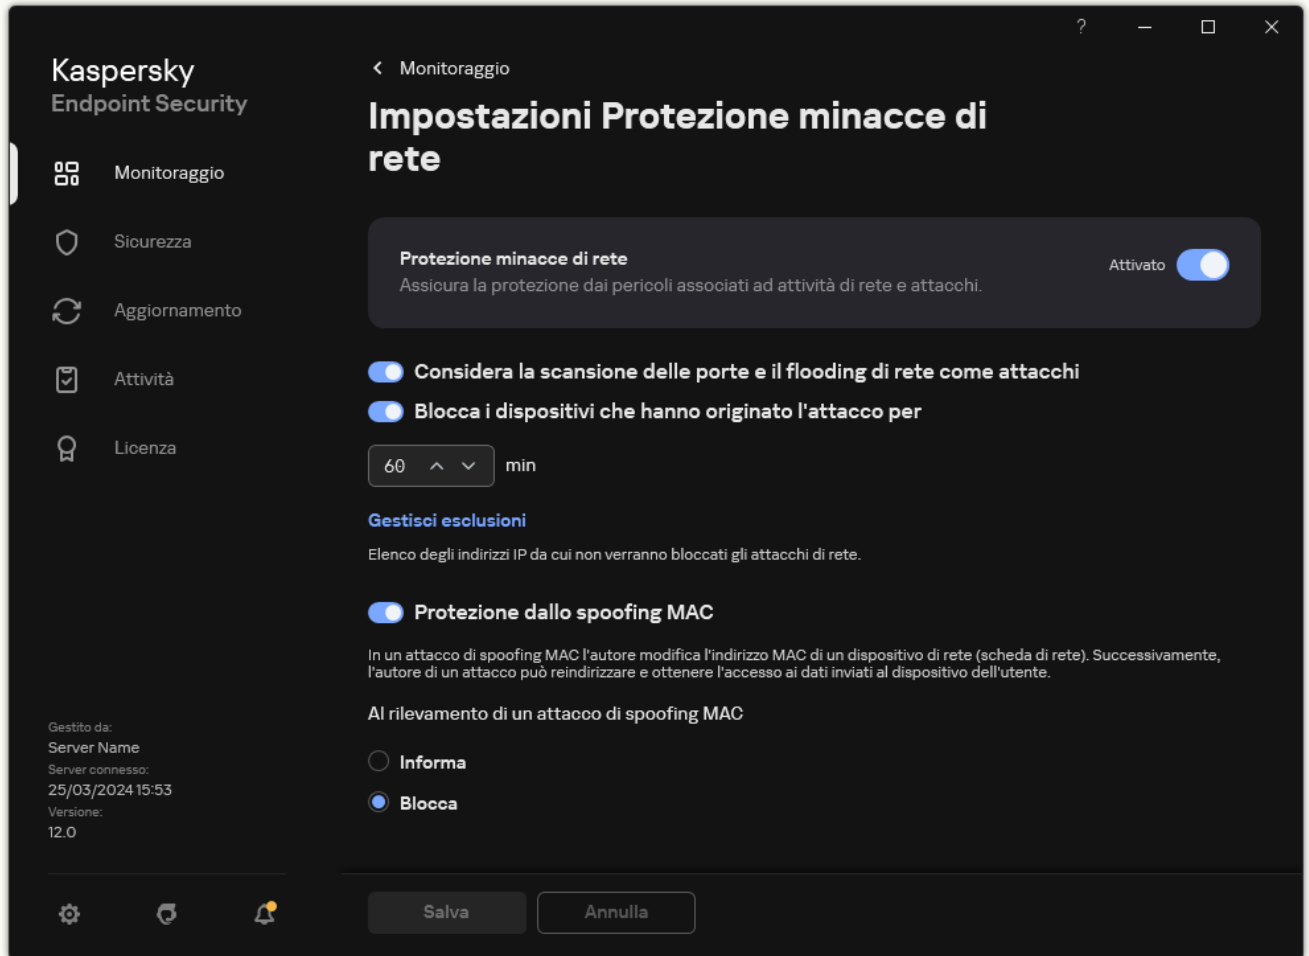 ?
Kaspersky
Endpoint Security
Monitoraggio
Sicurezza
Aggiornamento
Attività
Licenza
Gestito da:
Server Name
Server connesso:
25/03/2024 15:53
Versione:
12.0
Monitoraggio
Impostazioni Protezione minacce di
rete
Protezione minacce di rete
Assicura la protezione dai pericoli associati ad attività di rete e attacchi.
Attivato
Considera la scansione delle porte e il flooding di rete come attacchi
Blocca i dispositivi che hanno originato l'attacco per
60 min
Gestisci esclusioni
Elenco degli indirizzi IP da cui non verranno bloccati gli attacchi di rete.
Protezione dallo spoofing MAC
In un attacco di spoofing MAC l'autore modifica l'indirizzo MAC di un dispositivo di rete (scheda di rete). Successivamente,
l'autore di un attacco può reindirizzare e ottenere l'accesso ai dati inviati al dispositivo dell'utente.
Al rilevamento di un attacco di spoofing MAC
Informa
Blocca
Salva
Annulla